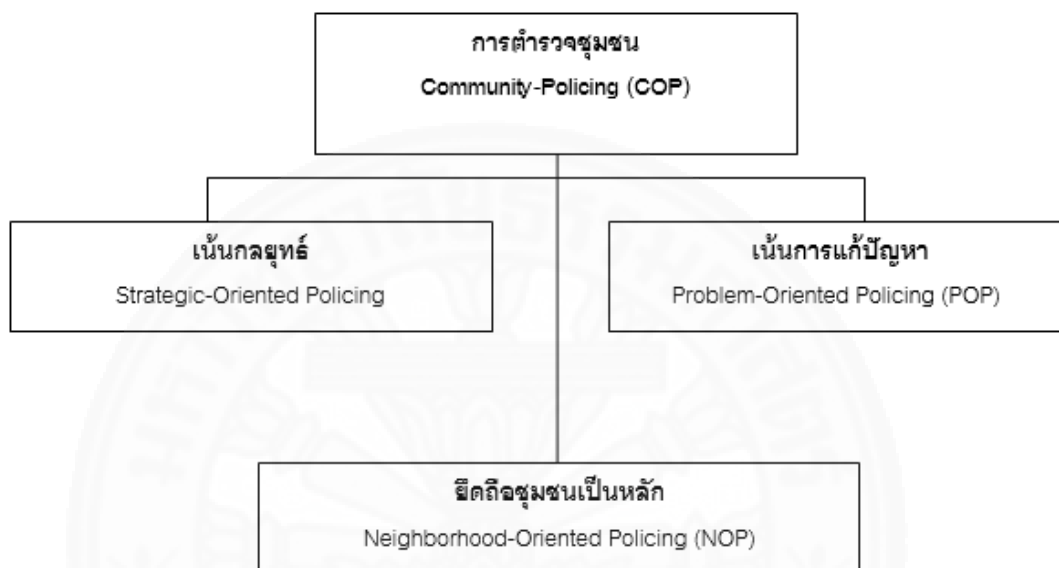 การตำรวจชุมชน
Community-Policing (COP)
เน้นกลยุทธ์
Strategic-Oriented Policing
เน้นการแก้ปัญหา
Problem-Oriented Policing (POP)
ยึดถือชุมชนเป็นหลัก
Neighborhood-Oriented Policing (NOP)